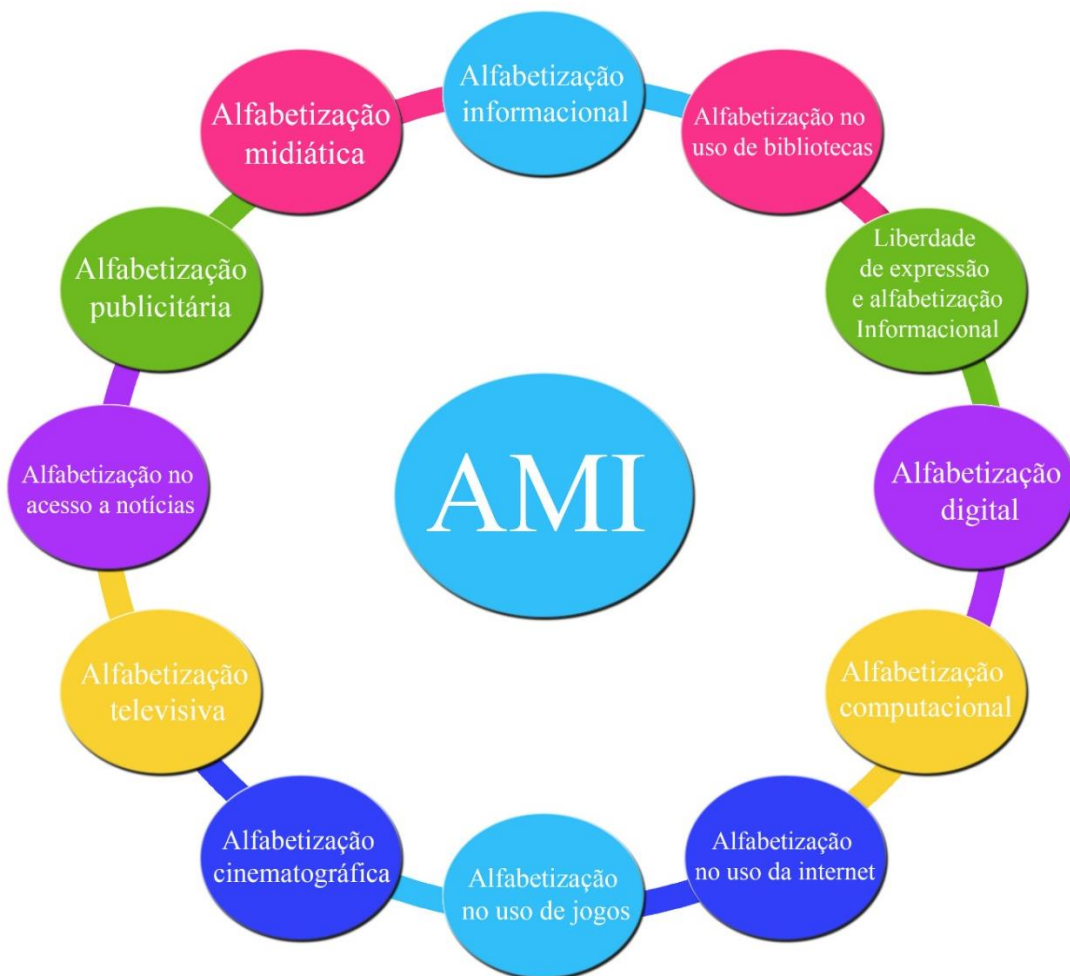 Alfabetização
informacional
Alfabetização no
uso de bibliotecas
Liberdade
de expressão
e alfabetização
Informacional
Alfabetização
digital
Alfabetização
computacional
Alfabetização
no uso da internet
Alfabetização
no uso de jogos
Alfabetização
cinematográfica
Alfabetização
televisiva
Alfabetização no
acesso a notícias
Alfabetização
publicitária
Alfabetização
midiática
AMI